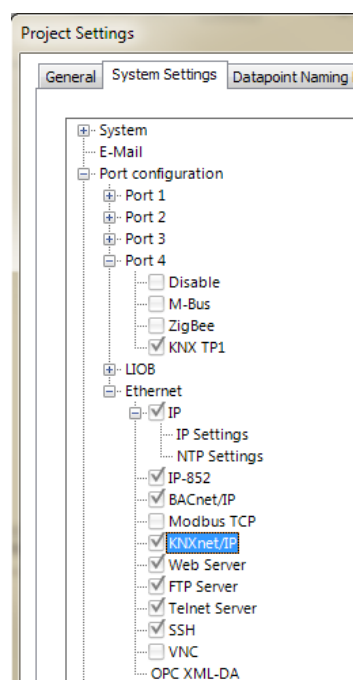 Project Settings
General System Settings Datapoint Naming
System
E-Mail
Port configuration
Port 1
Port 2
Port 3
Port 4
Disable
M-Bus
ZigBee
KNX TP1
LIOB
Ethernet
IP
IP Settings
NTP Settings
IP-852
BACnet/IP
Modbus TCP
KNXnet/IP
Web Server
FTP Server
Telnet Server
SSH
VNC
OPC XML-DA